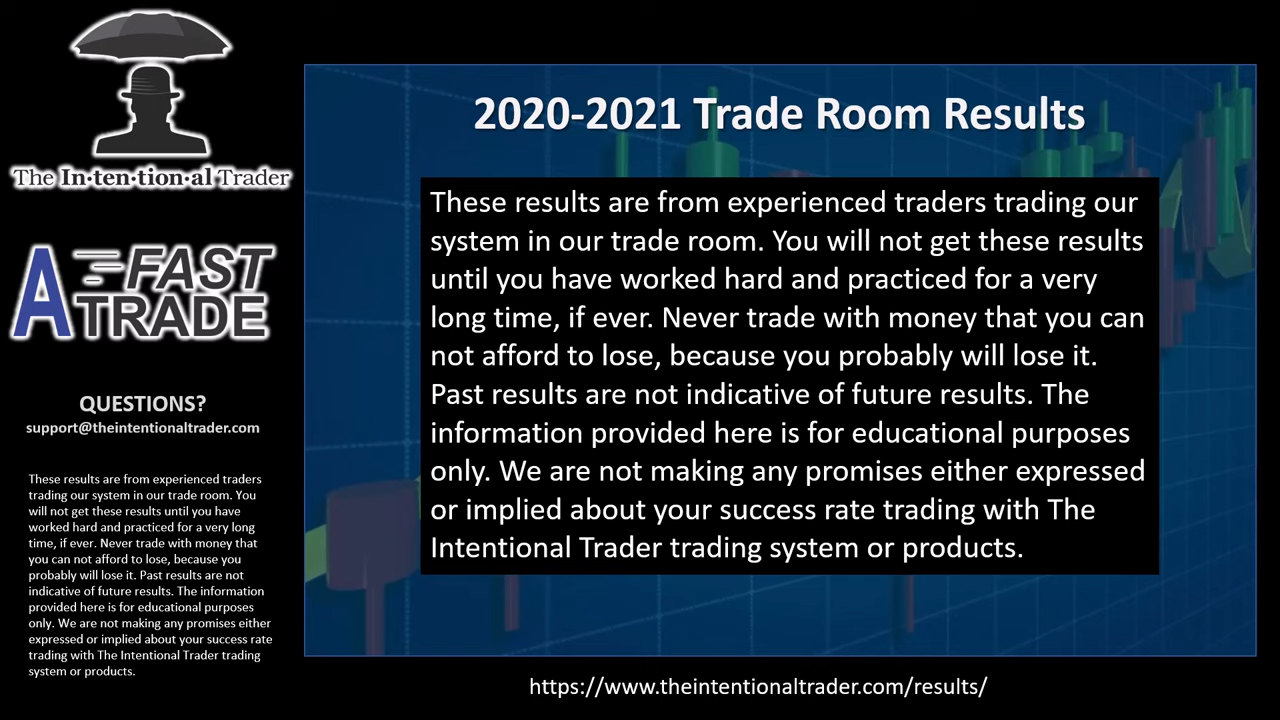 The In·ten·tion·al Trader
A FAST
TRADE
QUESTIONS?
support@theintentionaltrader.com
These results are from experienced traders
trading our system in our trade room. You
will not get these results until you have
worked hard and practiced for a very long
time, if ever. Never trade with money that
you can not afford to lose, because you
probably will lose it. Past results are not
indicative of future results. The information
provided here is for educational purposes
only. We are not making any promises either
expressed or implied about your success rate
trading with The Intentional Trader trading
system or products.
2020-2021 Trade Room Results
These results are from experienced traders trading our
system in our trade room. You will not get these results
until you have worked hard and practiced for a very
long time, if ever. Never trade with money that you can
not afford to lose, because you probably will lose it.
Past results are not indicative of future results. The
information provided here is for educational purposes
only. We are not making any promises either expressed
or implied about your success rate trading with The
Intentional Trader trading system or products.
https://www.theintentionaltrader.com/results/